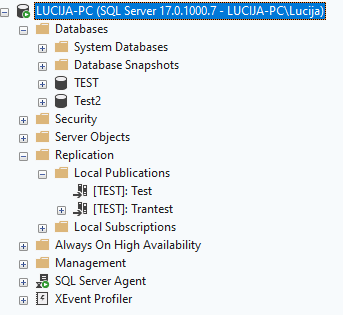 LUCIJA-PC (SQL Server 17.0.1000.7 - LUCIJA-PC\Lucija)
Databases
System Databases
Database Snapshots
TEST
Test2
Security
Server Objects
Replication
Local Publications
[TEST]: Test
[TEST]: Trantest
Local Subscriptions
Always On High Availability
Management
SQL Server Agent
XEvent Profiler